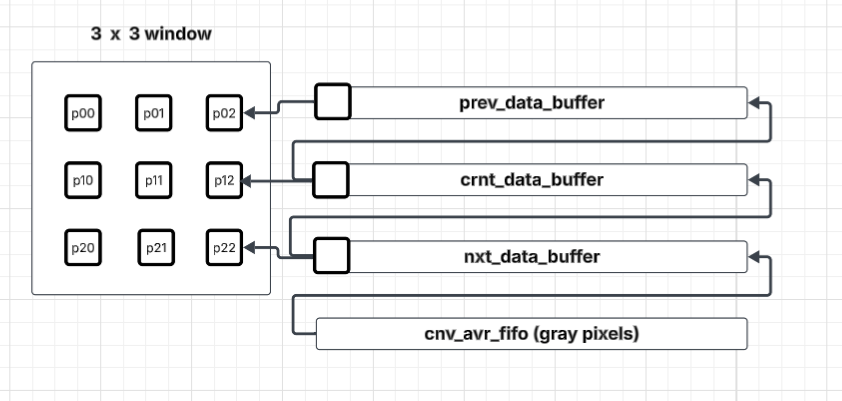 3 x 3 window
p00 p01 p02
prev_data_buffer
p10 p11 p12
crnt_data_buffer
p20 p21 p22
nxt_data_buffer
cnv_avr_fifo (gray pixels)